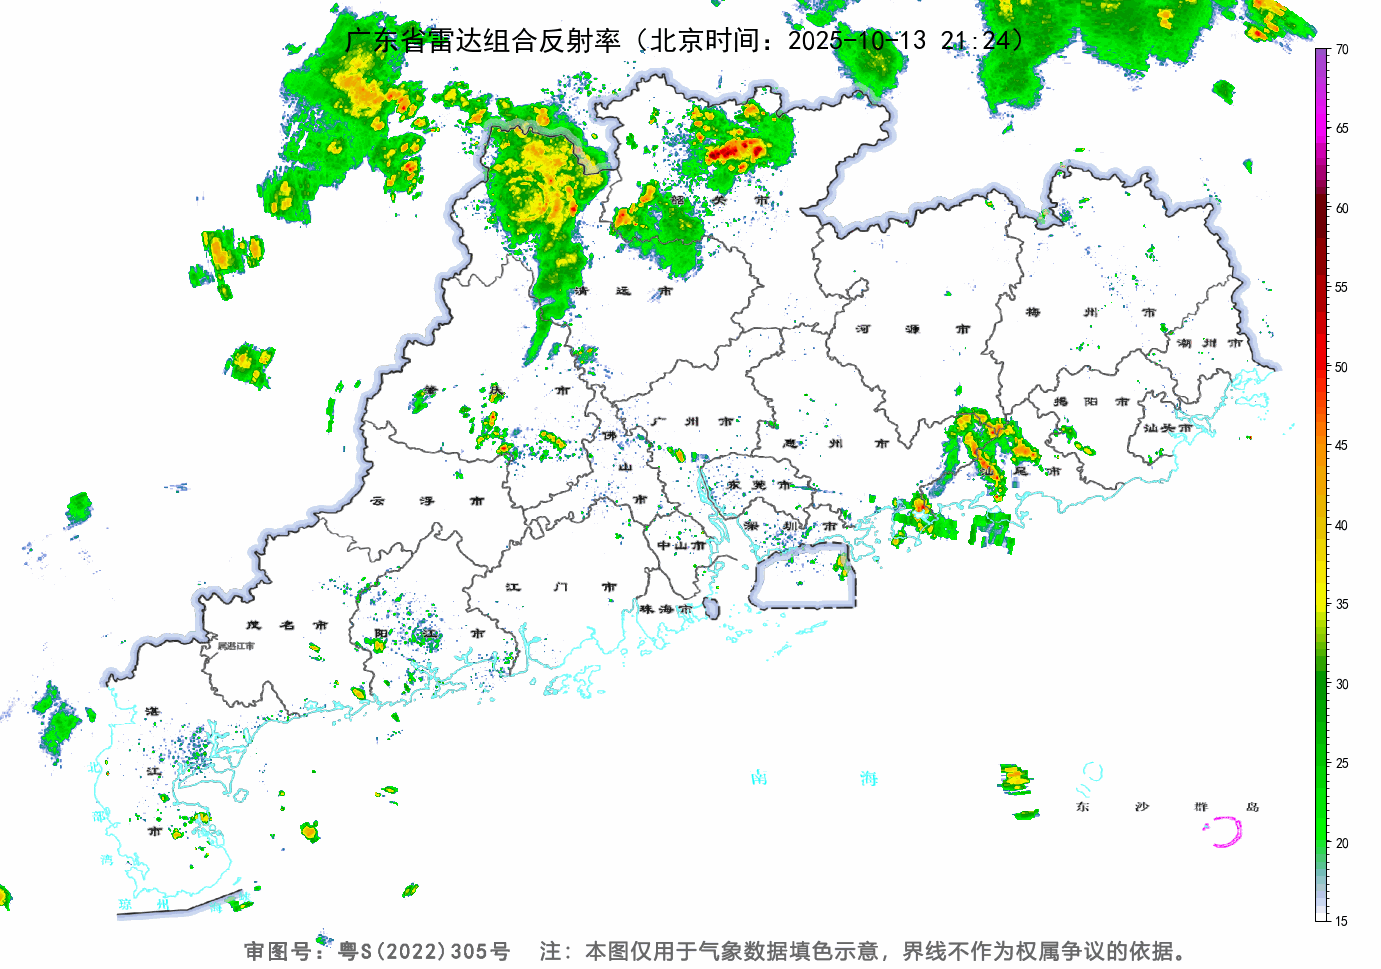 广东省雷达组合反射率（北京时间：2025-10-13 21:24）
70
65
60
55
50
45
40
35
30
25
20
15
韶关市
清远市
河源市
梅州市
潮州市
肇庆市
揭阳市
汕头市
广州市
佛山市
惠州市
汕尾市
东莞市
云浮市
深圳市
中山市
江门市
珠海市
茂名市
阳江市
属湛江市
湛江市
北部湾
南海
东沙群岛
琼州海峡
审图号：粤S(2022)305号 注：本图仅用于气象数据填色示意，界线不作为权属争议的依据。